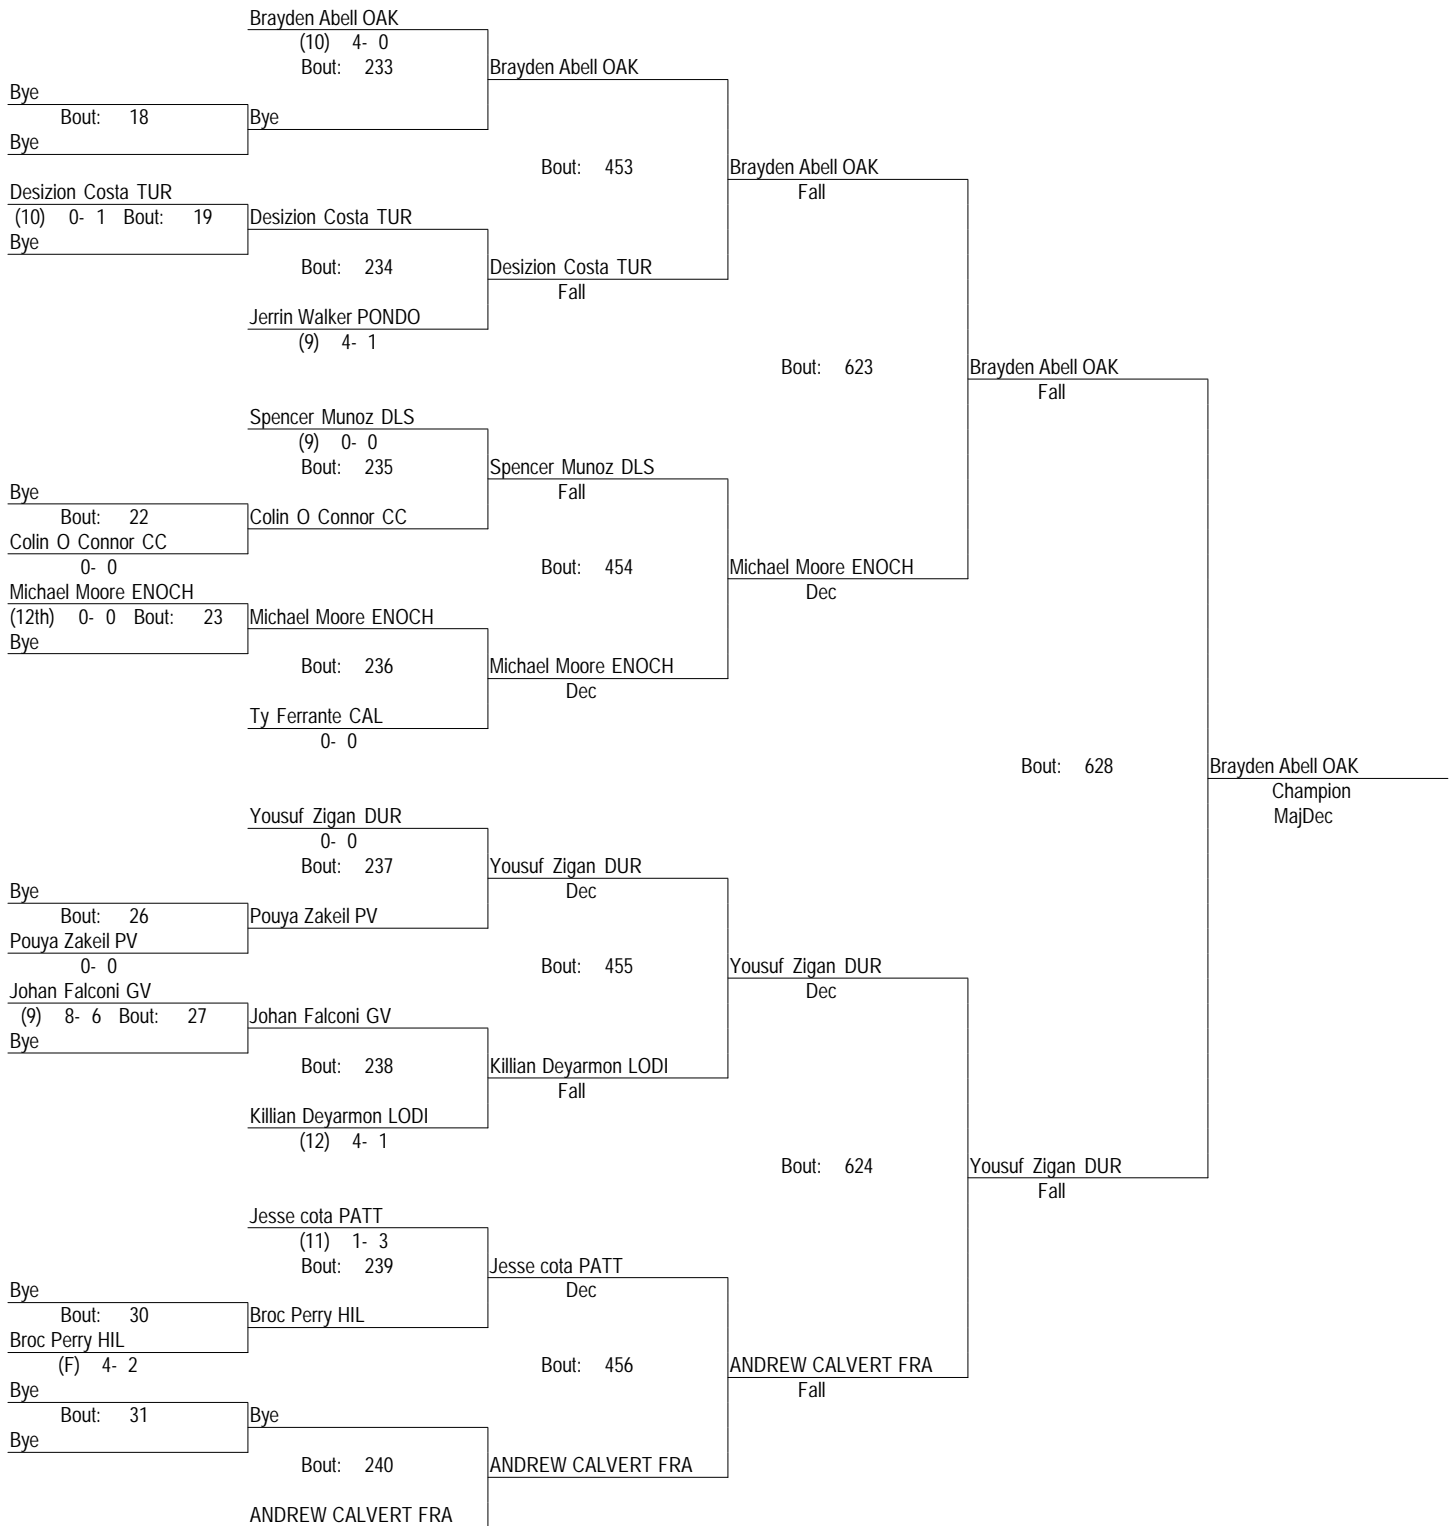 Brayden Abell OAK
(10) 4- 0
Bout: 233
Brayden Abell OAK
Bye
Bout: 18
Bye
Bye
Bout: 453
Brayden Abell OAK
Fall
Desizion Costa TUR
(10) 0- 1 Bout: 19
Desizion Costa TUR
Bye
Bout: 234
Desizion Costa TUR
Fall
Jerrin Walker PONDO
(9) 4- 1
Bout: 623
Brayden Abell OAK
Fall
Spencer Munoz DLS
(9) 0- 0
Bout: 235
Spencer Munoz DLS
Fall
Bye
Bout: 22
Colin O Connor CC
Colin O Connor CC
0- 0
Bout: 454
Michael Moore ENOCH
Dec
Michael Moore ENOCH
(12th) 0- 0 Bout: 23
Michael Moore ENOCH
Bye
Bout: 236
Michael Moore ENOCH
Dec
Ty Ferrante CAL
0- 0
Bout: 628
Brayden Abell OAK
Champion
MajDec
Yousuf Zigan DUR
0- 0
Bout: 237
Yousuf Zigan DUR
Dec
Bye
Bout: 26
Pouya Zakeil PV
Pouya Zakeil PV
0- 0
Bout: 455
Yousuf Zigan DUR
Dec
Johan Falconi GV
(9) 8- 6 Bout: 27
Johan Falconi GV
Bye
Bout: 238
Killian Deyarmon LODI
Fall
Killian Deyarmon LODI
(12) 4- 1
Bout: 624
Yousuf Zigan DUR
Fall
Jesse cota PATT
(11) 1- 3
Bout: 239
Jesse cota PATT
Dec
Bye
Bout: 30
Broc Perry HIL
Broc Perry HIL
(F) 4- 2
Bout: 456
ANDREW CALVERT FRA
Fall
Bye
Bout: 31
Bye
Bye
Bout: 240
ANDREW CALVERT FRA
ANDREW CALVERT FRA